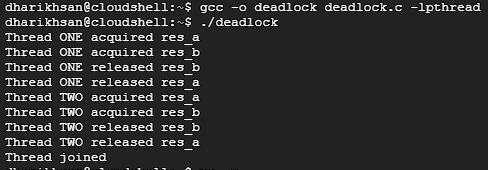 dharikhsan@cloudshell:~$ gcc -o deadlock deadlock.c -lpthread
dharikhsan@cloudshell:~$ ./deadlock
Thread ONE acquired res_a
Thread ONE acquired res_b
Thread ONE released res_b
Thread ONE released res_a
Thread TWO acquired res_a
Thread TWO acquired res_b
Thread TWO released res_b
Thread TWO released res_a
Thread joined